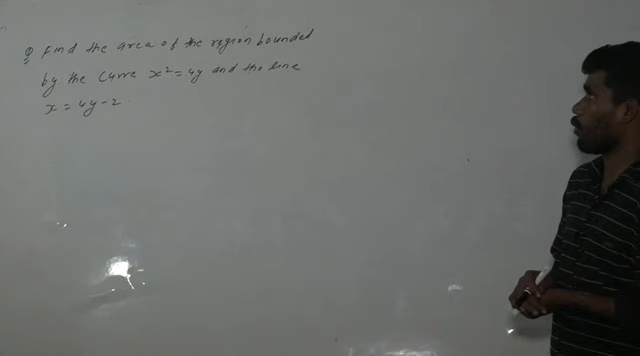 Q Find the area of the region bounded
by the curve x² = 4y and the line
x = 4y - 2